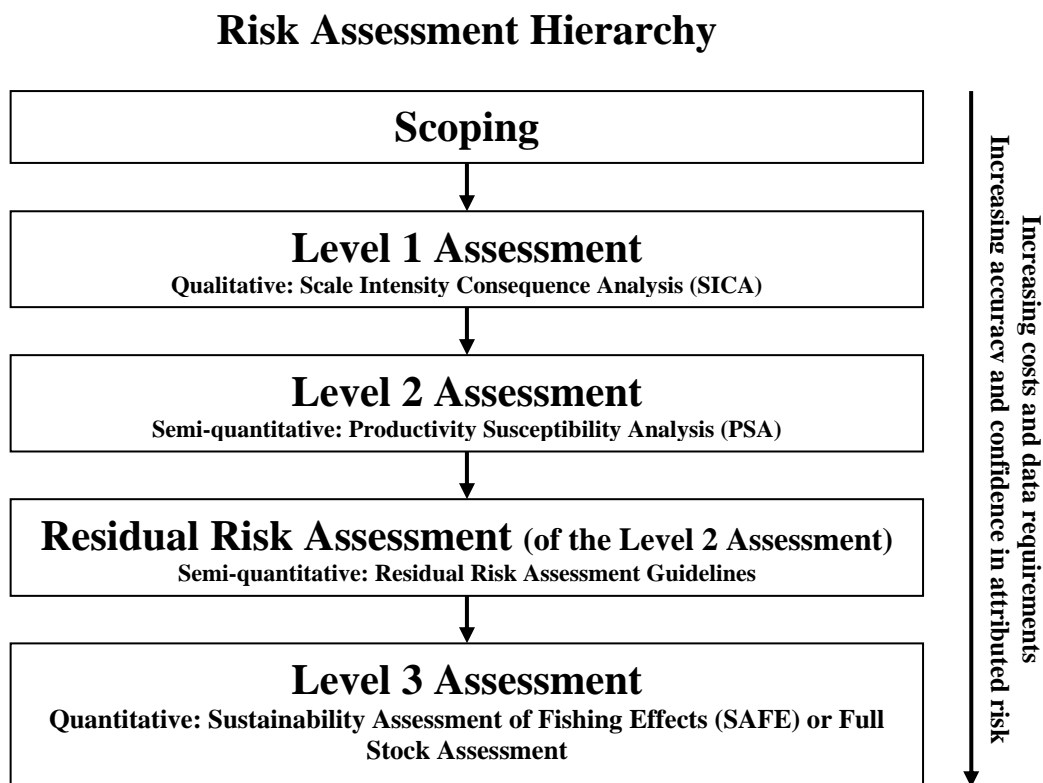 Risk Assessment Hierarchy
Scoping
Level 1 Assessment
Qualitative: Scale Intensity Consequence Analysis (SICA)
Level 2 Assessment
Semi-quantitative: Productivity Susceptibility Analysis (PSA)
Residual Risk Assessment (of the Level 2 Assessment)
Semi-quantitative: Residual Risk Assessment Guidelines
Level 3 Assessment
Quantitative: Sustainability Assessment of Fishing Effects (SAFE) or Full
Stock Assessment
Increasing costs and data requirements
Increasing accuracy and confidence in attributed risk